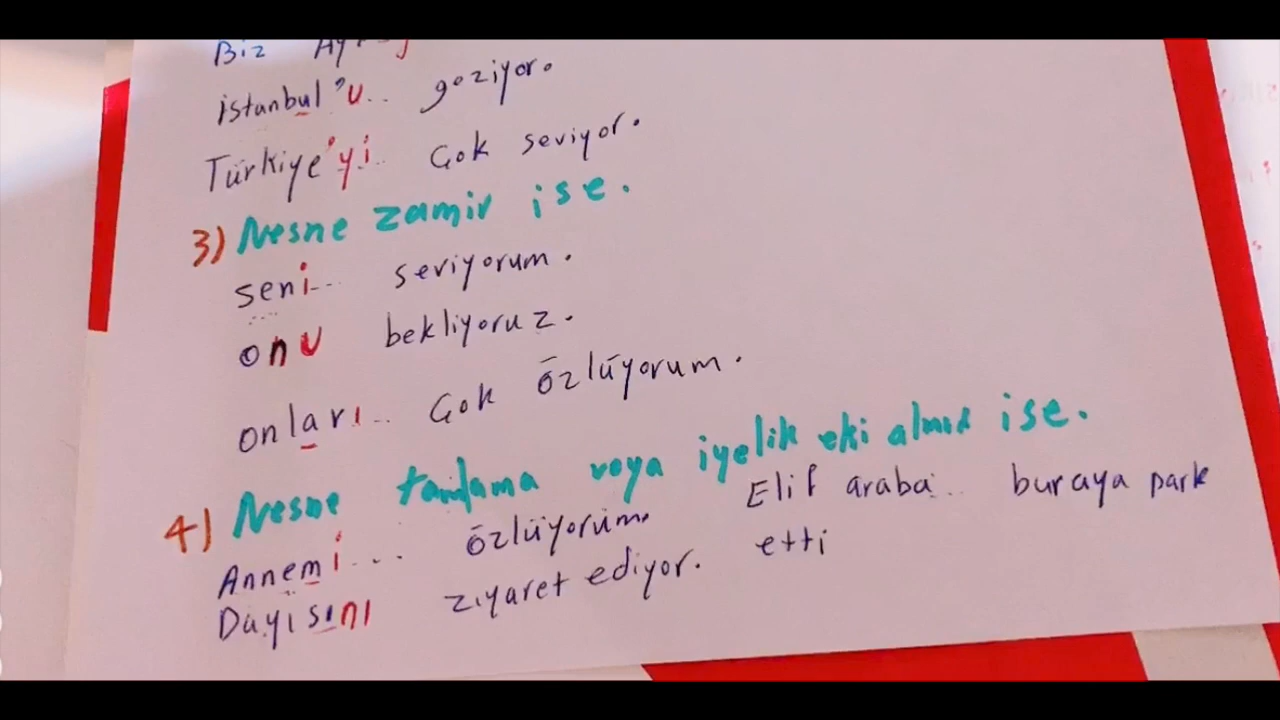 Biz
istanbul'u.. geziyor.
Türkiye'yi.. Çok seviyor.
3) Nesne zamir ise.
seni... seviyorum.
onu bekliyoruz.
onları.. Çok özlüyorum.
4) Nesne tamlama veya iyelik eki almış ise.
Annemi... özlüyorum.
Dayısını ziyaret ediyor.
Elif araba.. buraya park
etti